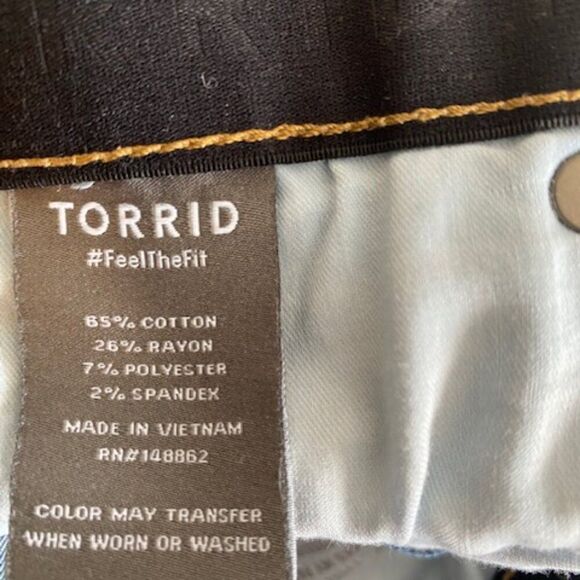 TORRID
#FeelTheFit
65% COTTON
26% RAYON
7% POLYESTER
2% SPANDEX
MADE IN VIETNAM
RN#148862
COLOR MAY TRANSFER
WHEN WORN OR WASHED